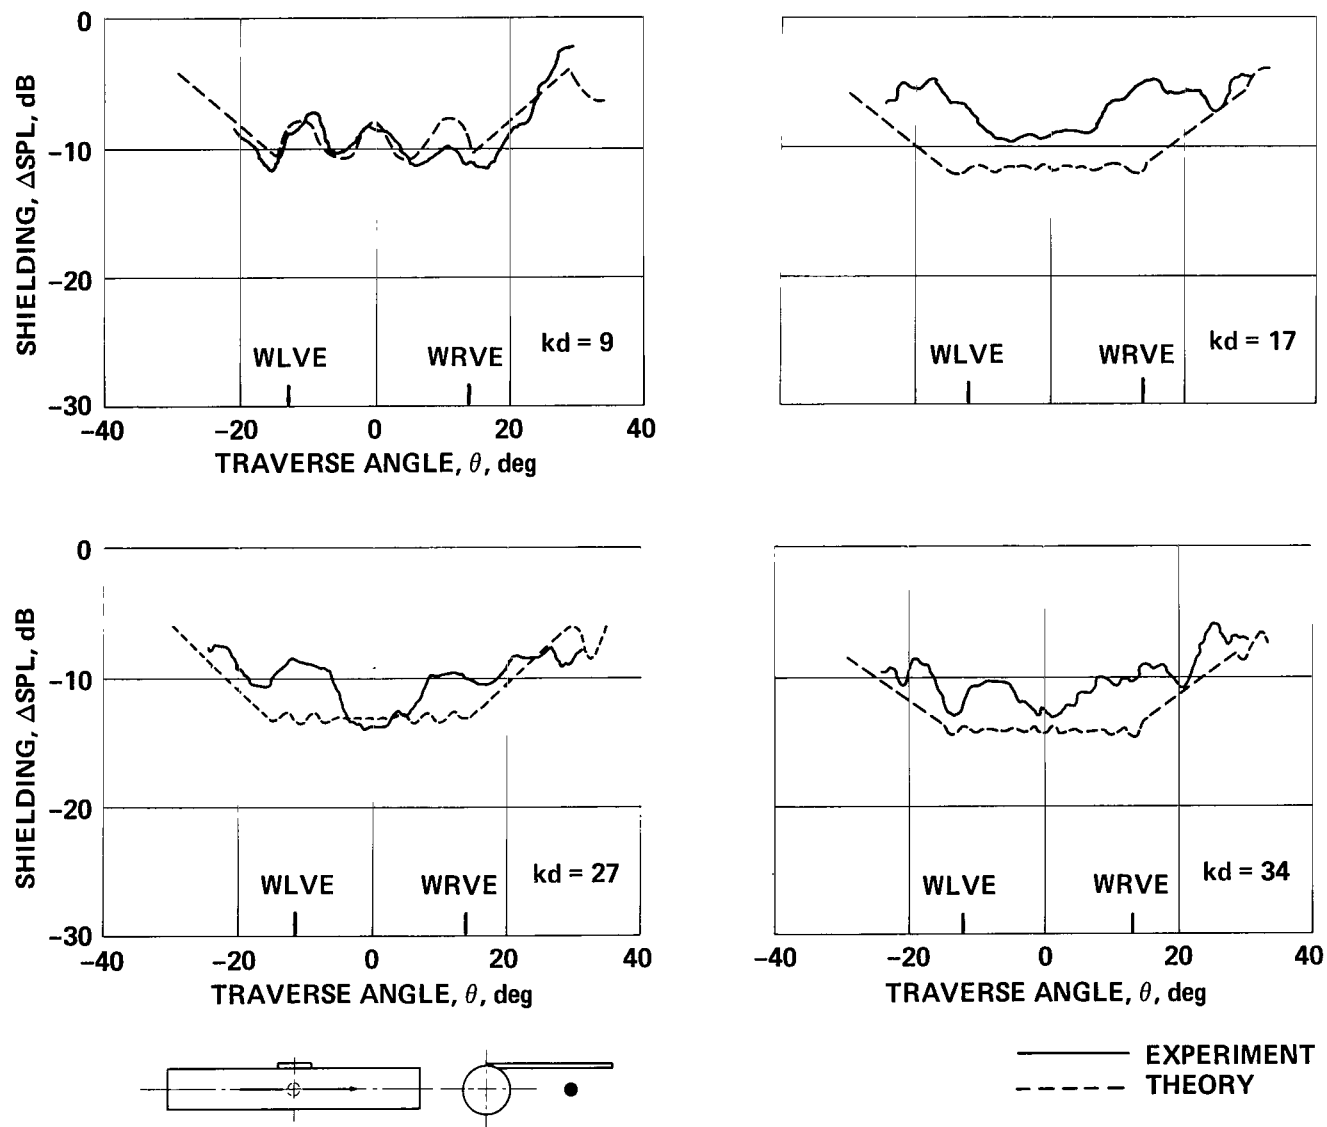 0
−10
−20
−30
SHIELDING, ΔSPL, dB
WLVE
WRVE
kd = 9
−40
−20
0
20
40
TRAVERSE ANGLE, θ, deg
WLVE
WRVE
kd = 17
0
−10
−20
−30
SHIELDING, ΔSPL, dB
WLVE
WRVE
kd = 27
−40
−20
0
20
40
TRAVERSE ANGLE, θ, deg
WLVE
WRVE
kd = 34
−40
−20
0
20
40
TRAVERSE ANGLE, θ, deg
EXPERIMENT
THEORY